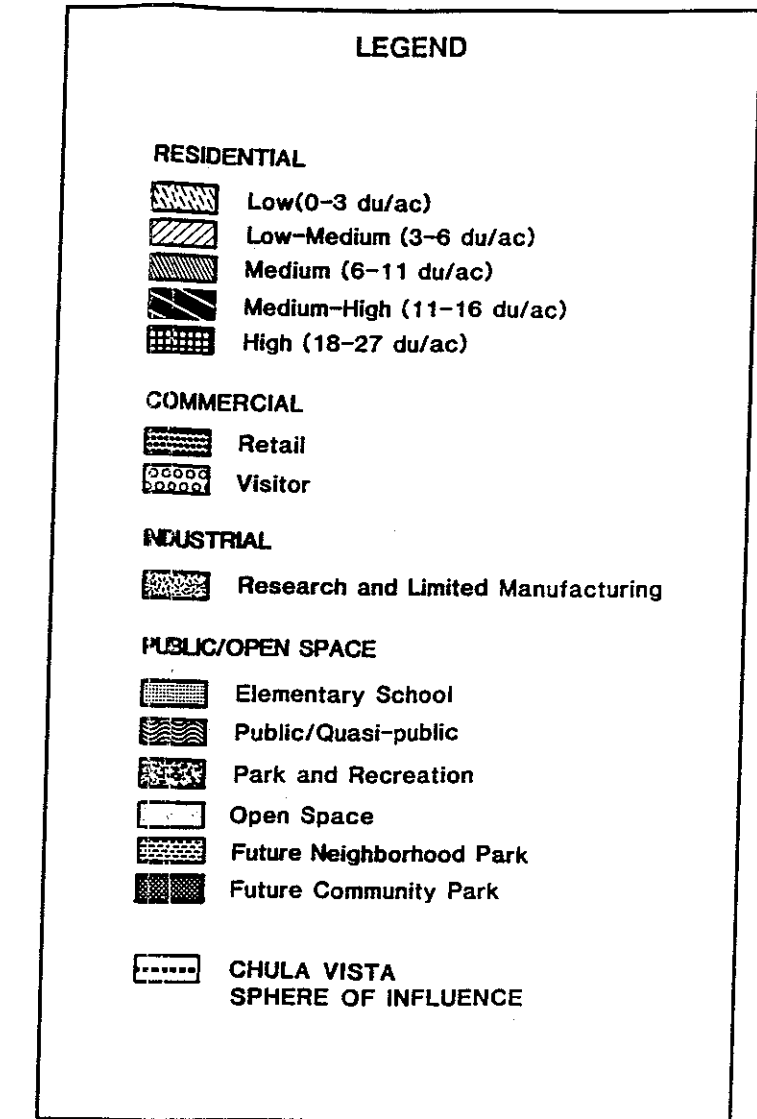 LEGEND
RESIDENTIAL
Low(0-3 du/ac)
Low-Medium (3-6 du/ac)
Medium (6-11 du/ac)
Medium-High (11-16 du/ac)
High (18-27 du/ac)
COMMERCIAL
Retail
Visitor
INDUSTRIAL
Research and Limited Manufacturing
PUBLIC/OPEN SPACE
Elementary School
Public/Quasi-public
Park and Recreation
Open Space
Future Neighborhood Park
Future Community Park
CHULA VISTA
SPHERE OF INFLUENCE